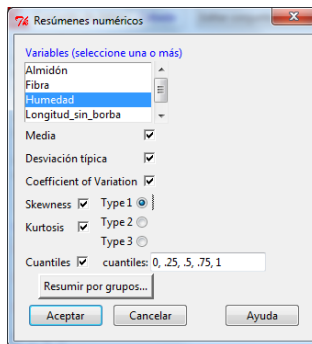 Resúmenes numéricos
Variables (seleccione una o más)
Almidón
Fibra
Humedad
Longitud_sin_borba
Media
Desviación típica
Coefficient of Variation
Skewness Type 1
Kurtosis Type 2
Type 3
Cuantiles cuantiles: 0, .25, .5, .75, 1
Resumir por grupos...
Aceptar Cancelar Ayuda